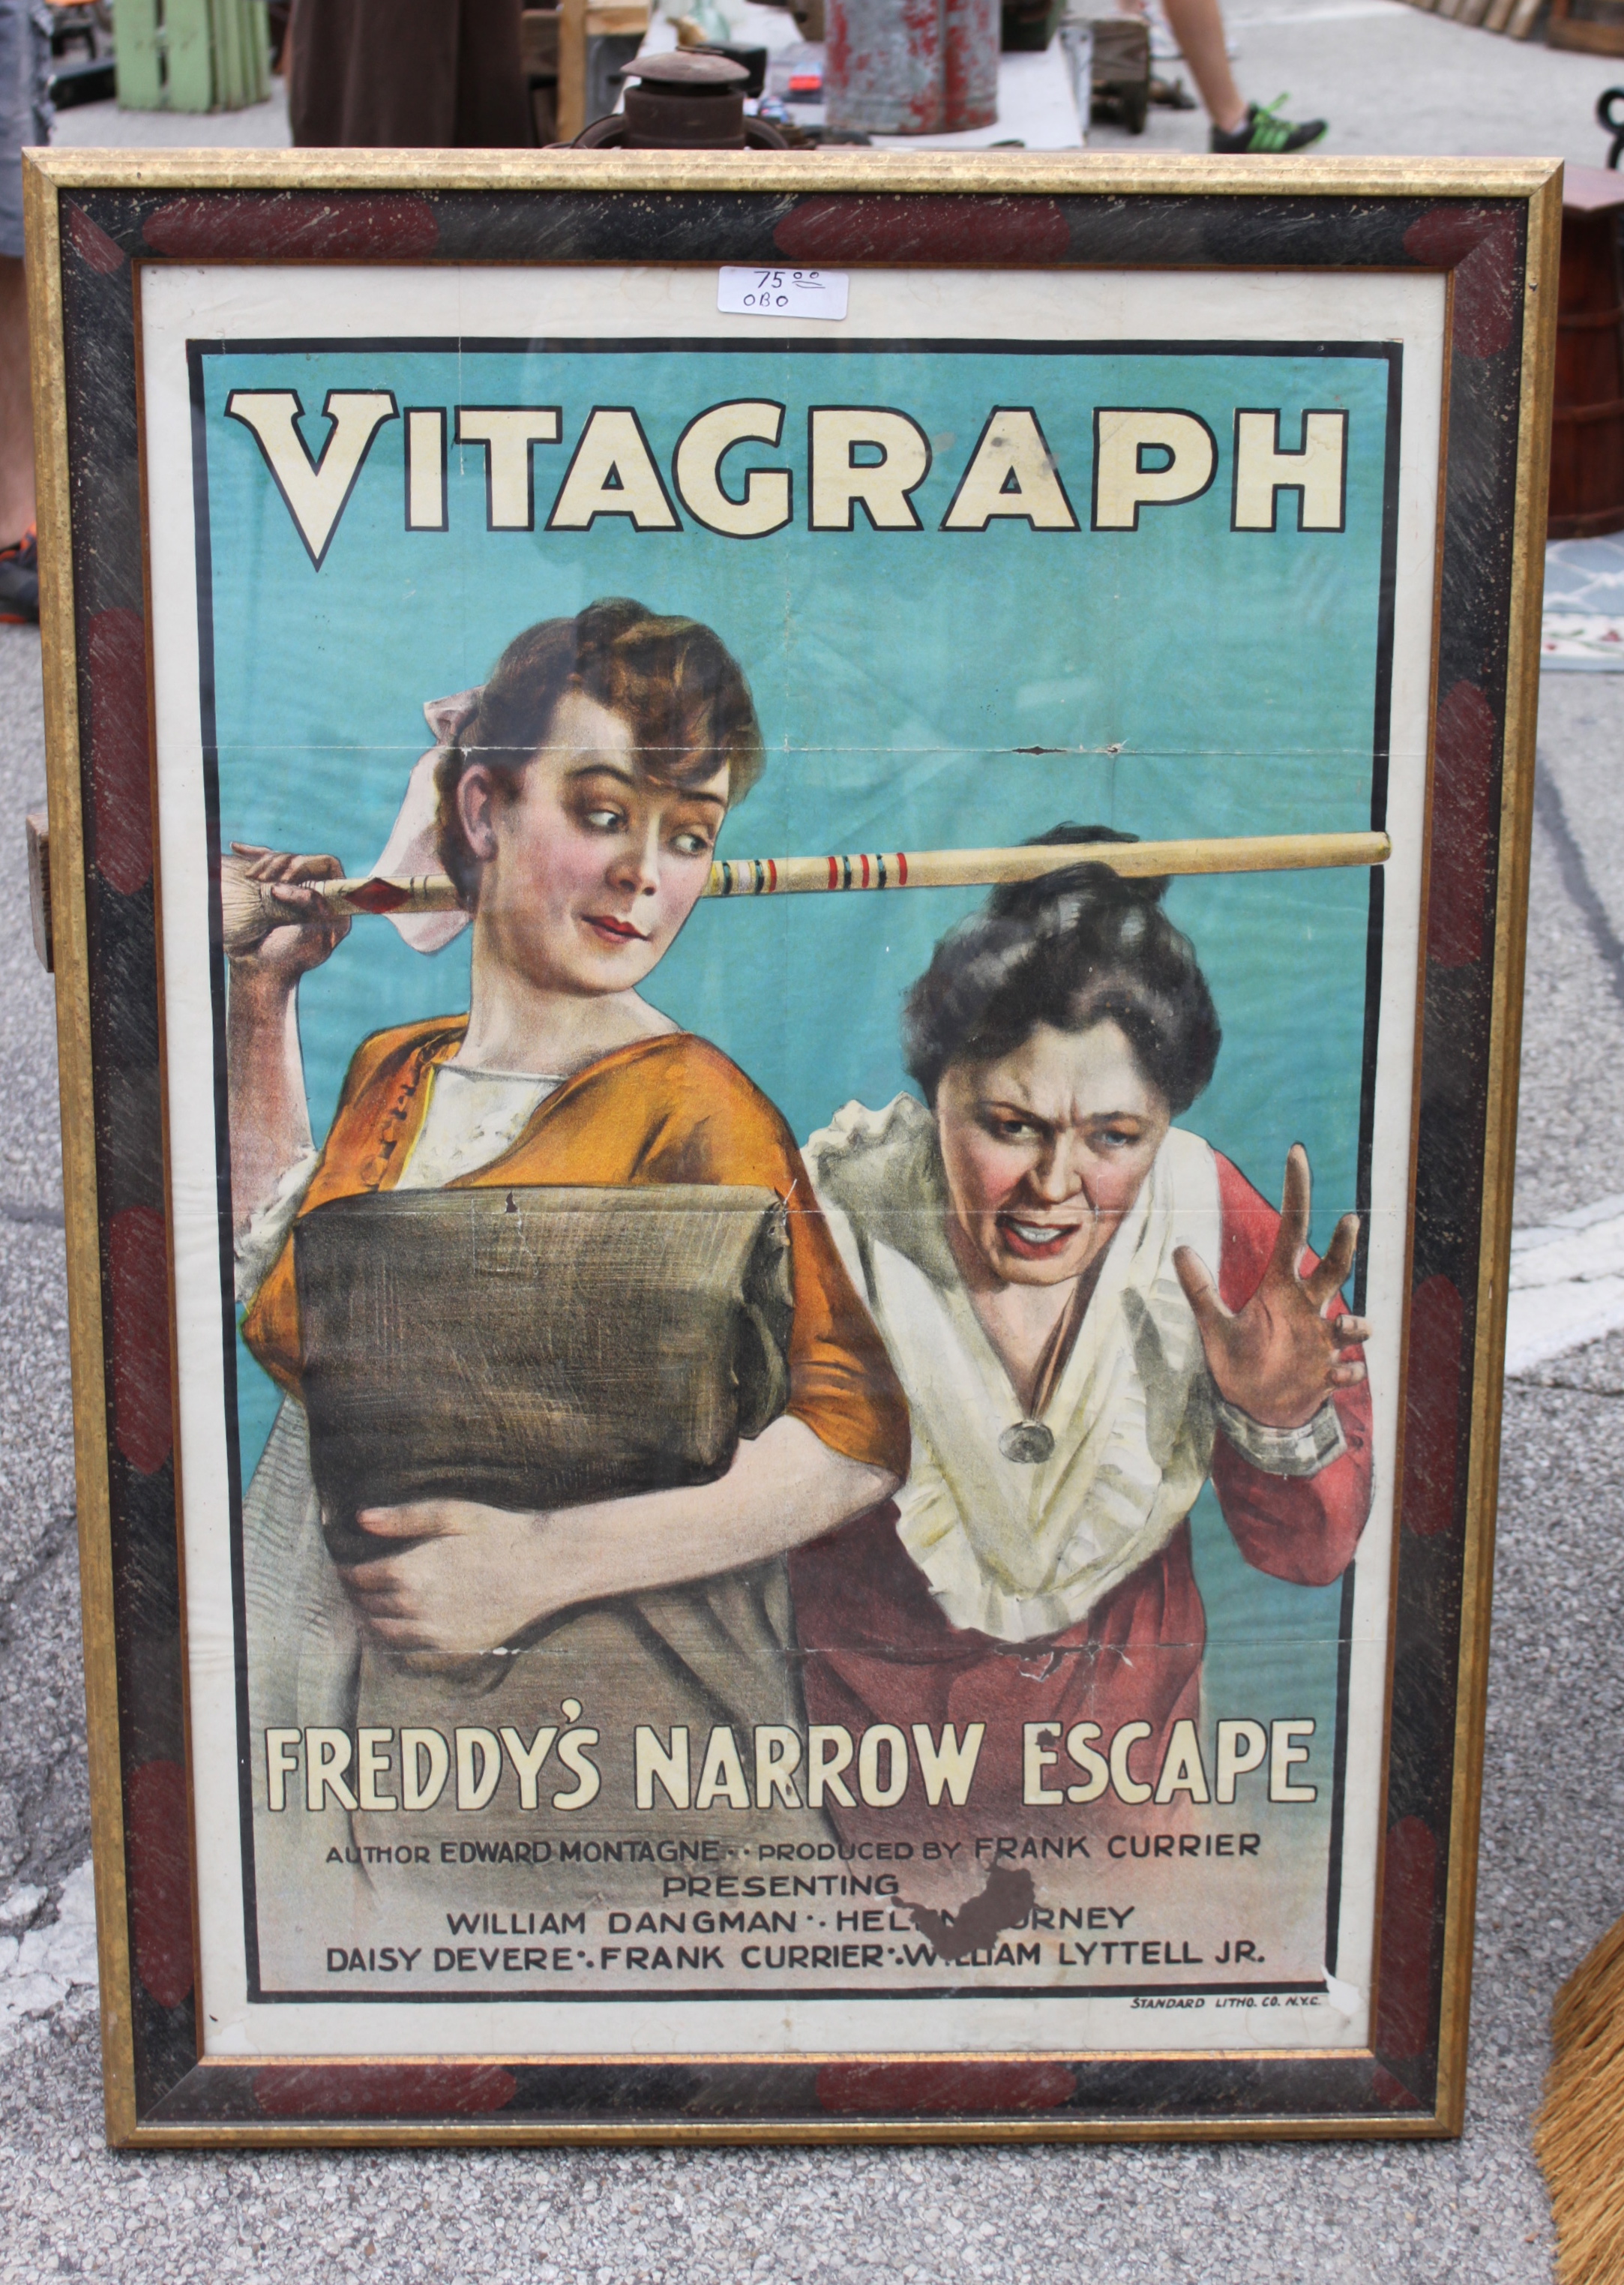 75.00
OBO
VITAGRAPH
FREDDY'S NARROW ESCAPE
AUTHOR EDWARD MONTAGNE·· PRODUCED BY FRANK CURRIER
PRESENTING
WILLIAM DANGMAN ·.
DAISY DEVERE·. FRANK CURRIER·. WILLIAM LYTTELL JR.
STANDARD LITHO. CO. N.Y.C.